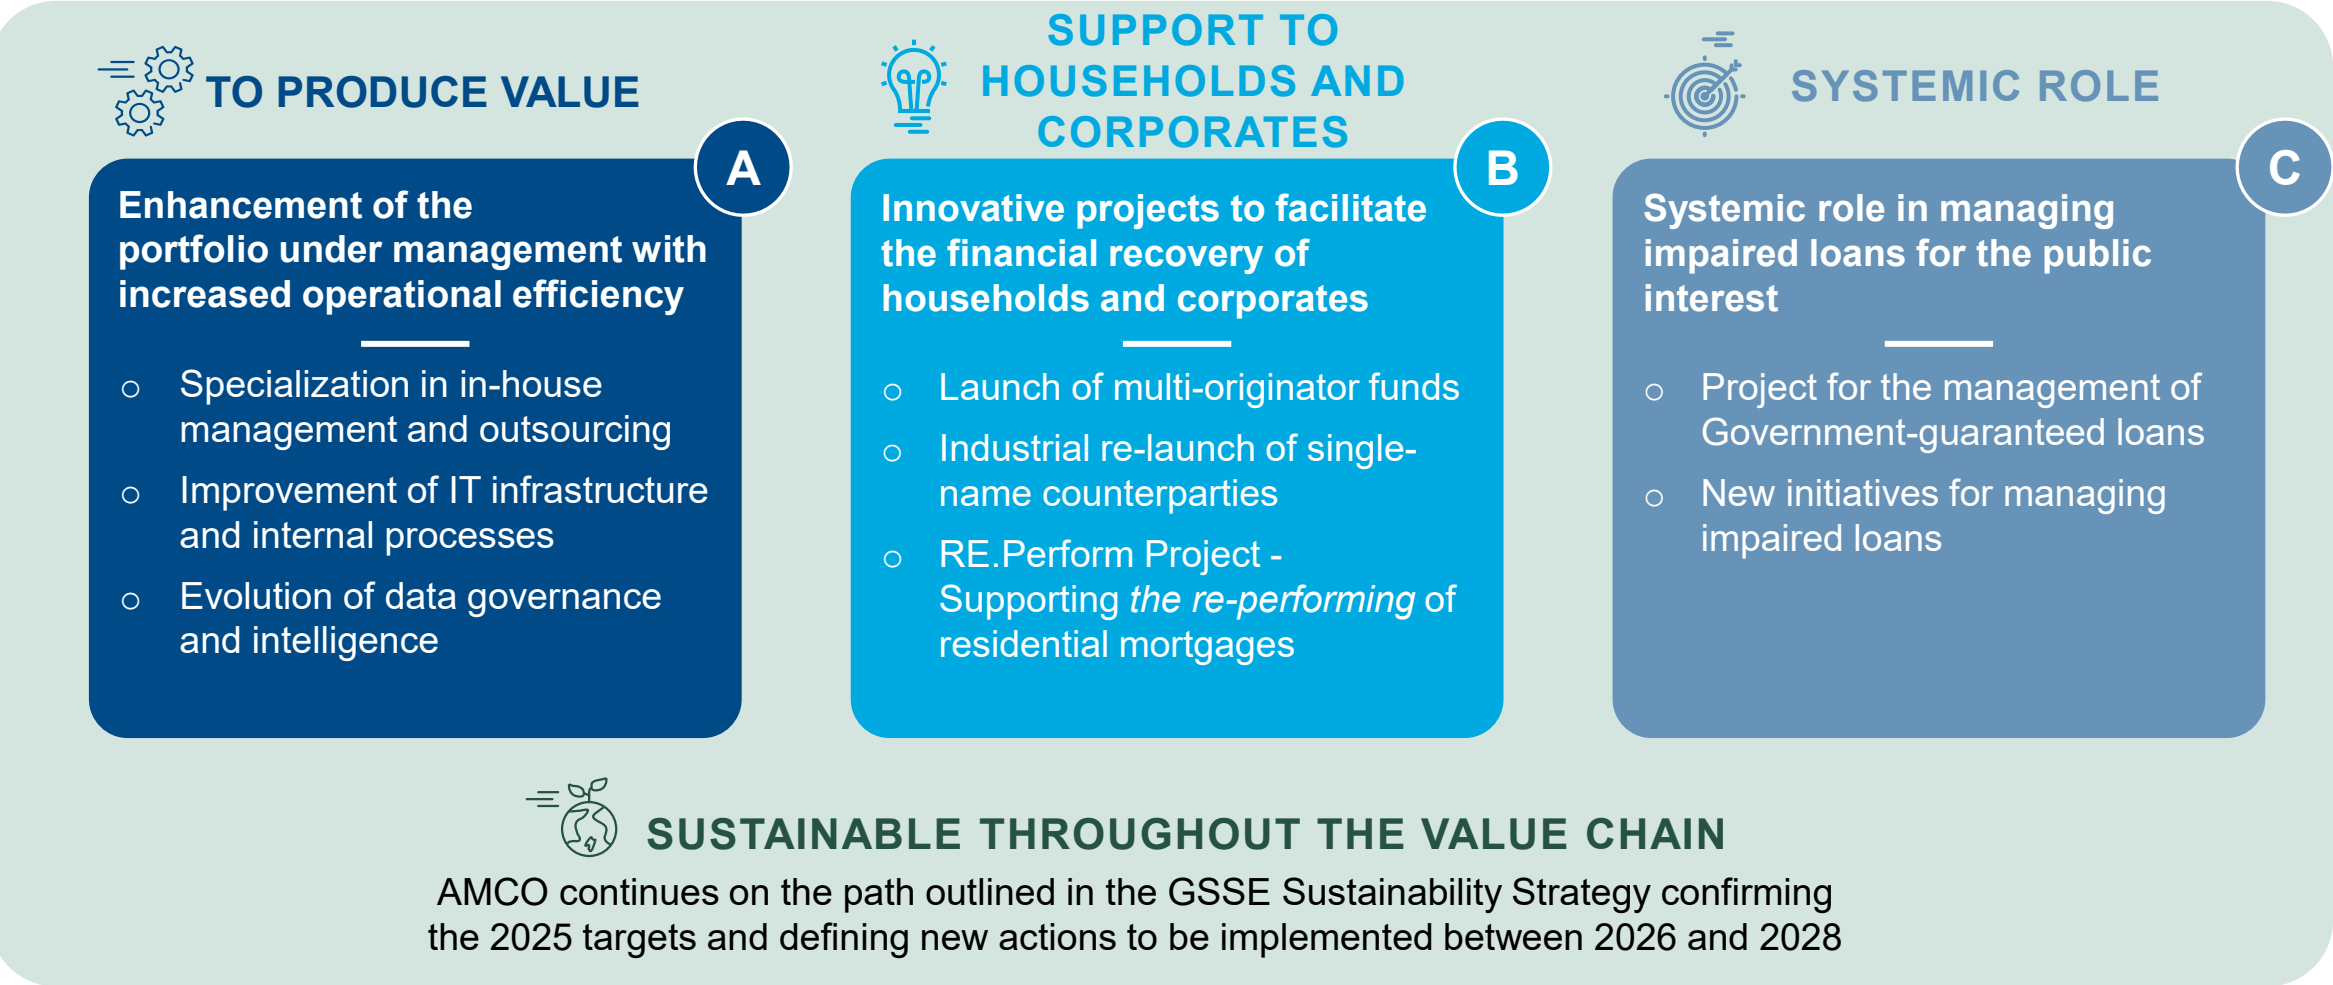 TO PRODUCE VALUE
A
Enhancement of the
portfolio under management with
increased operational efficiency
o Specialization in in-house
management and outsourcing
o Improvement of IT infrastructure
and internal processes
o Evolution of data governance
and intelligence
SUPPORT TO
HOUSEHOLDS AND
CORPORATES
B
Innovative projects to facilitate
the financial recovery of
households and corporates
o Launch of multi-originator funds
o Industrial re-launch of single-
name counterparties
o RE.Perform Project -
Supporting the re-performing of
residential mortgages
SYSTEMIC ROLE
C
Systemic role in managing
impaired loans for the public
interest
o Project for the management of
Government-guaranteed loans
o New initiatives for managing
impaired loans
SUSTAINABLE THROUGHOUT THE VALUE CHAIN
AMCO continues on the path outlined in the GSSE Sustainability Strategy confirming
the 2025 targets and defining new actions to be implemented between 2026 and 2028